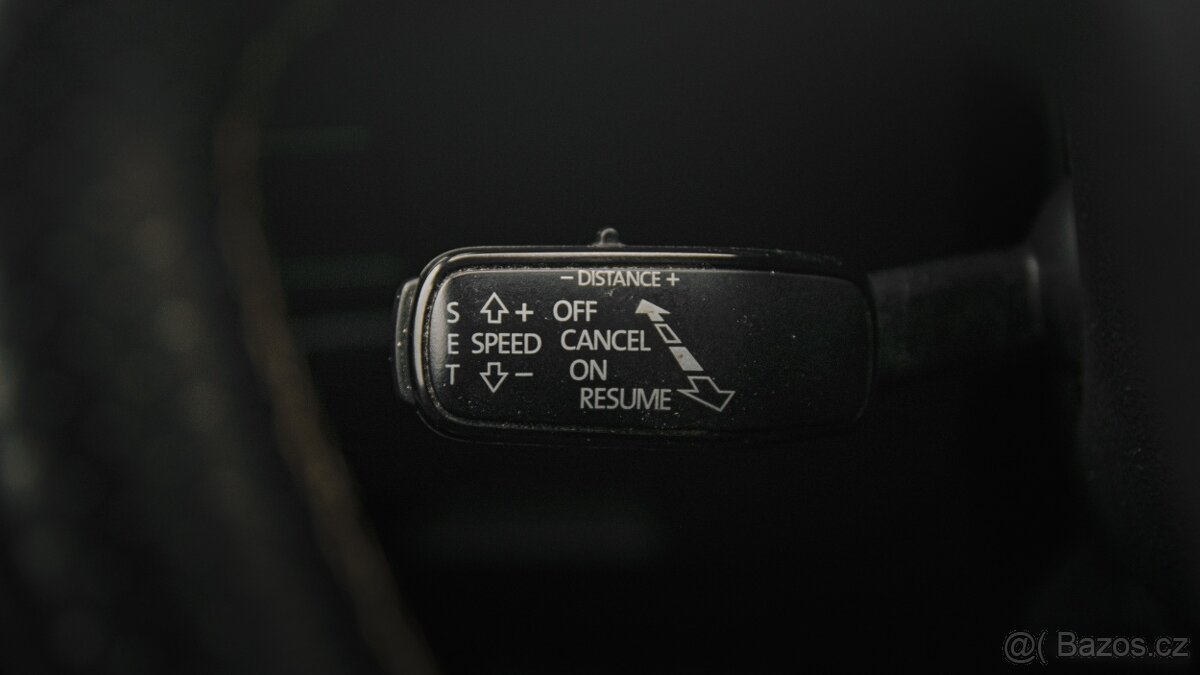 – DISTANCE +
S + OFF
E SPEED CANCEL
T – ON
RESUME
@( Bazos.cz